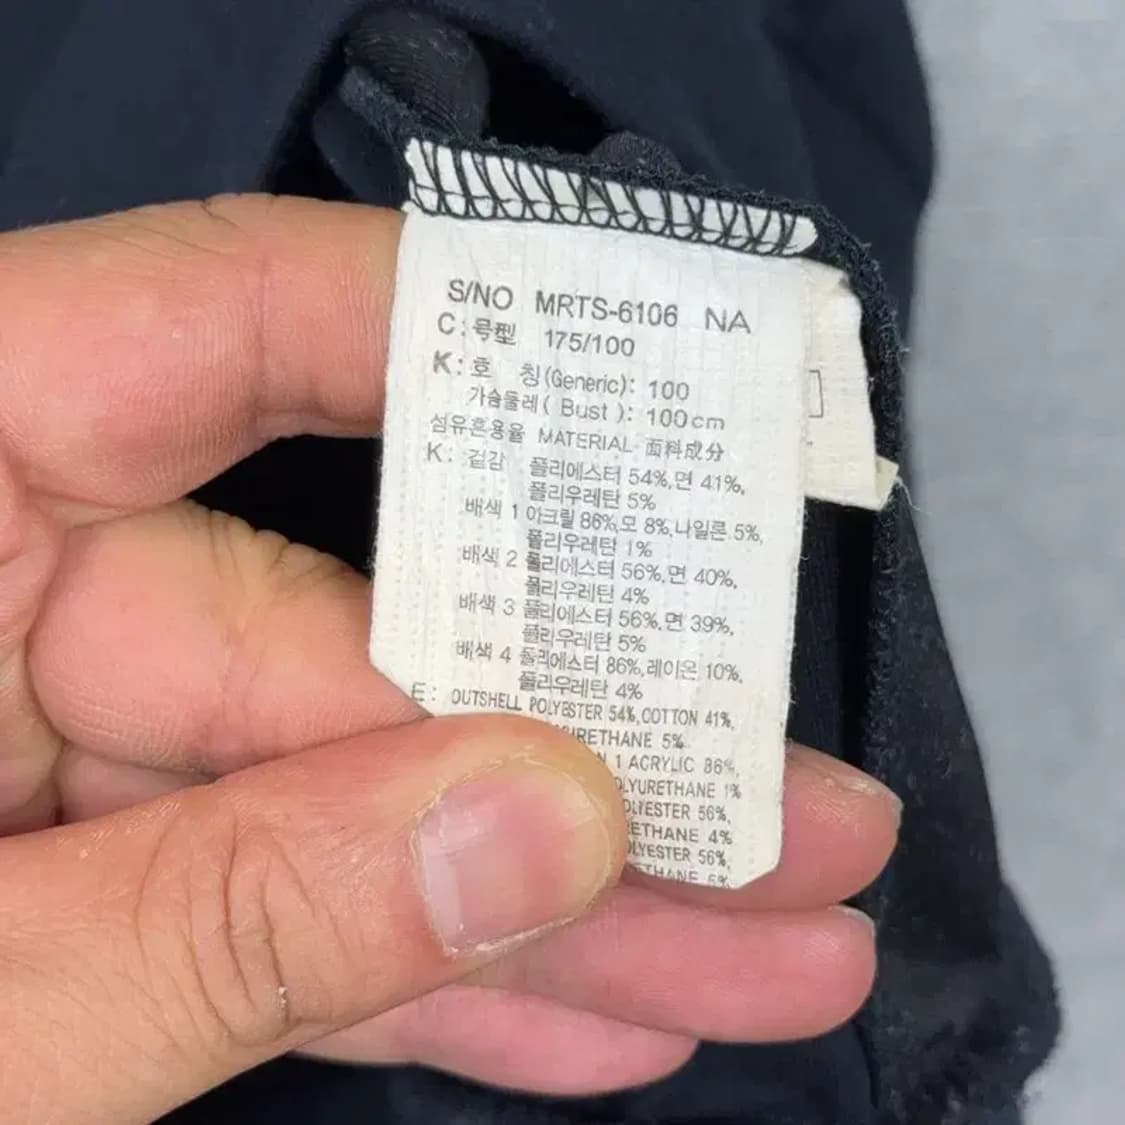 S/NO MRTS-6106 NA
C: 号型 175/100
K: 호 칭(Generic): 100
가슴둘레( Bust ): 100cm
섬유혼용율 MATERIAL 面料成分
K: 겉감 폴리에스터 54%,면 41%,
폴리우레탄 5%
배색 1 아크릴 86%,모 8%,나일론 5%,
폴리우레탄 1%
배색 2 폴리에스터 56%,면 40%,
폴리우레탄 4%
배색 3 폴리에스터 56%,면 39%,
폴리우레탄 5%
배색 4 폴리에스터 86%,레이온 10%,
폴리우레탄 4%
E: OUTSHELL POLYESTER 54%,COTTON 41%,
URETHANE 5%
N 1 ACRYLIC 86%,
OLYURETHANE 1%
OLYESTER 56%,
ETHANE 4%
OLYESTER 56%,
THANE 5%